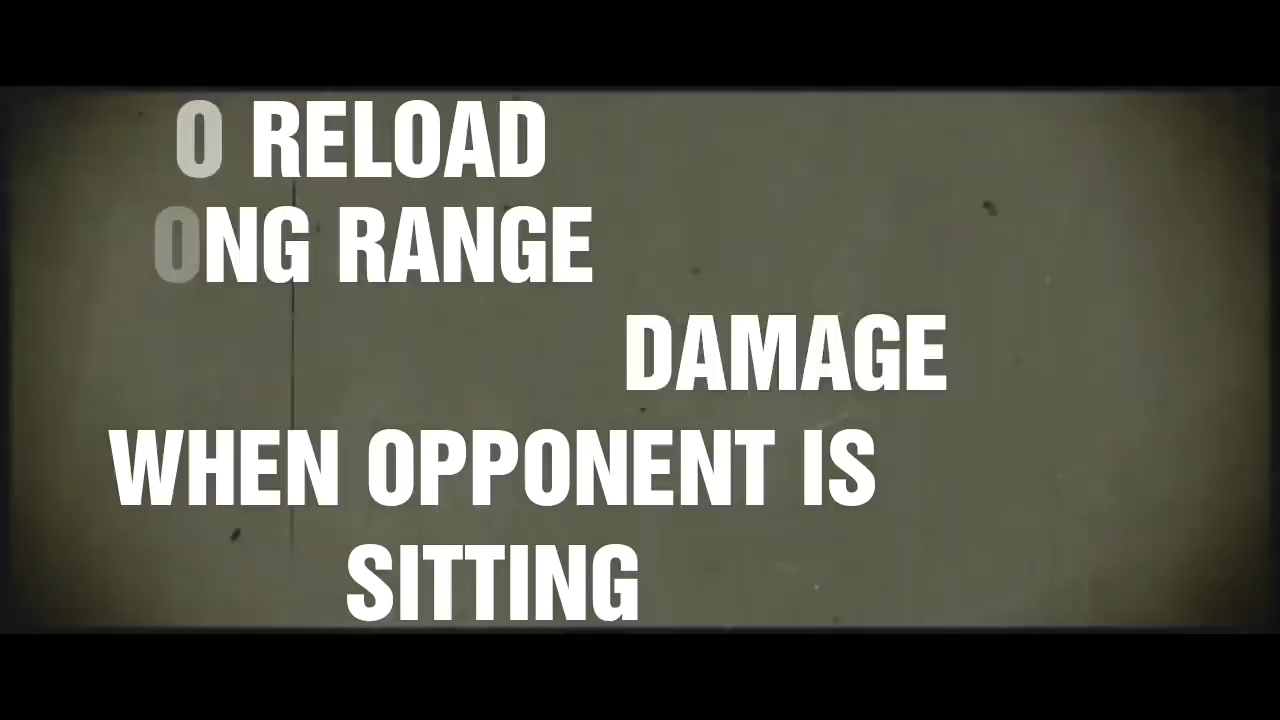 O RELOAD
ONG RANGE
DAMAGE
WHEN OPPONENT IS
SITTING